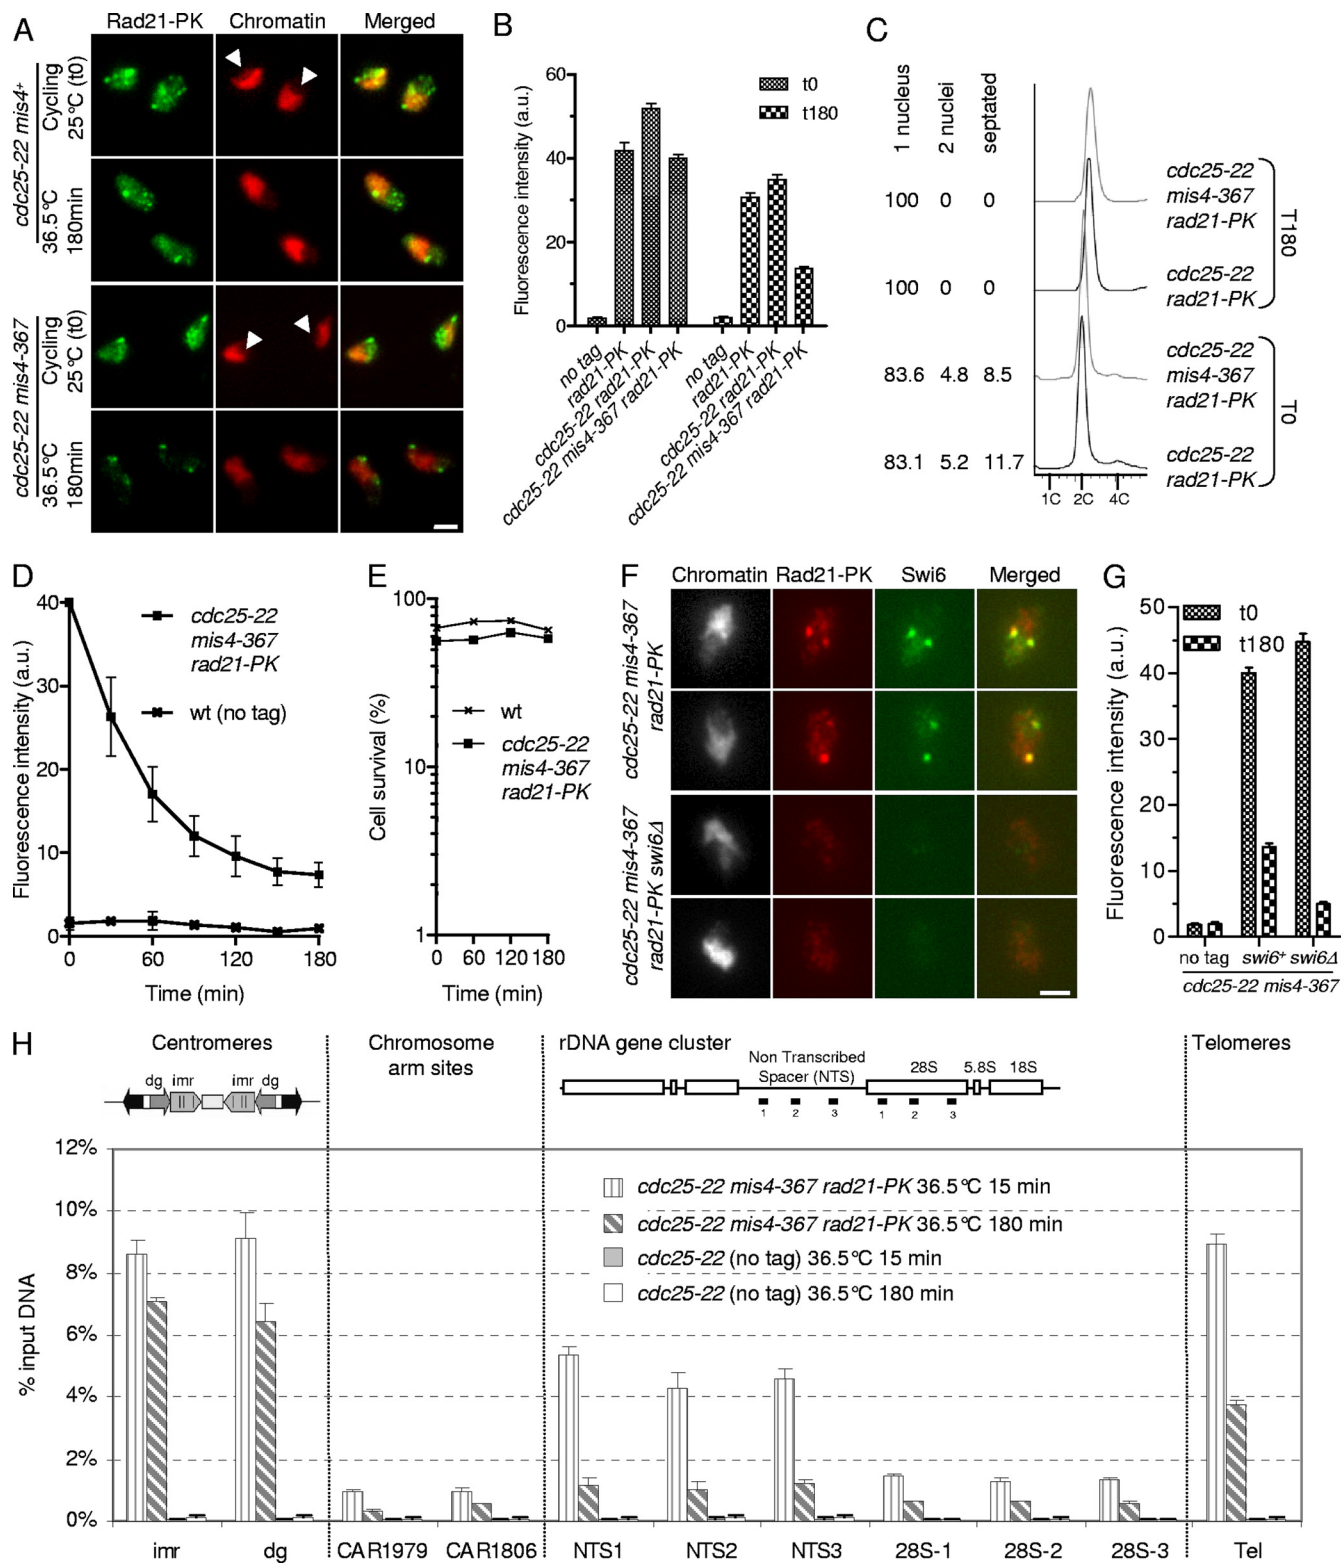 A
Rad21-PK Chromatin Merged
cdc25-22 mis4+
Cycling
25°C (t0)
36.5°C
180min
cdc25-22 mis4-367
Cycling
25°C (t0)
36.5°C
180min
B
Fluorescence intensity (a.u.)
60
40
20
0
t0
t180
no tag
rad21-PK
cdc25-22 rad21-PK
cdc25-22 mis4-367 rad21-PK
no tag
rad21-PK
cdc25-22 rad21-PK
cdc25-22 mis4-367 rad21-PK
C
1 nucleus
2 nuclei
septated
100 0 0
cdc25-22
mis4-367
rad21-PK
100 0 0
cdc25-22
rad21-PK
T180
83.6 4.8 8.5
cdc25-22
mis4-367
rad21-PK
83.1 5.2 11.7
cdc25-22
rad21-PK
T0
1C 2C 4C
D
Fluorescence intensity (a.u.)
40
30
20
10
0
cdc25-22
mis4-367
rad21-PK
wt (no tag)
0 60 120 180
Time (min)
E
Cell survival (%)
100
10
1
wt
cdc25-22
mis4-367
rad21-PK
0 60 120 180
Time (min)
F
Chromatin Rad21-PK Swi6 Merged
cdc25-22 mis4-367
rad21-PK
cdc25-22 mis4-367
rad21-PK swi6Δ
G
Fluorescence intensity (a.u.)
50
40
30
20
10
0
t0
t180
no tag swi6+ swi6Δ
cdc25-22 mis4-367
H
Centromeres
dg imr imr dg
Chromosome
arm sites
rDNA gene cluster
Non Transcribed
Spacer (NTS)
28S 5.8S 18S
1 2 3 1 2 3
Telomeres
% input DNA
12%
10%
8%
6%
4%
2%
0%
cdc25-22 mis4-367 rad21-PK 36.5°C 15 min
cdc25-22 mis4-367 rad21-PK 36.5°C 180 min
cdc25-22 (no tag) 36.5°C 15 min
cdc25-22 (no tag) 36.5°C 180 min
imr dg CAR1979 CAR1806 NTS1 NTS2 NTS3 28S-1 28S-2 28S-3 Tel